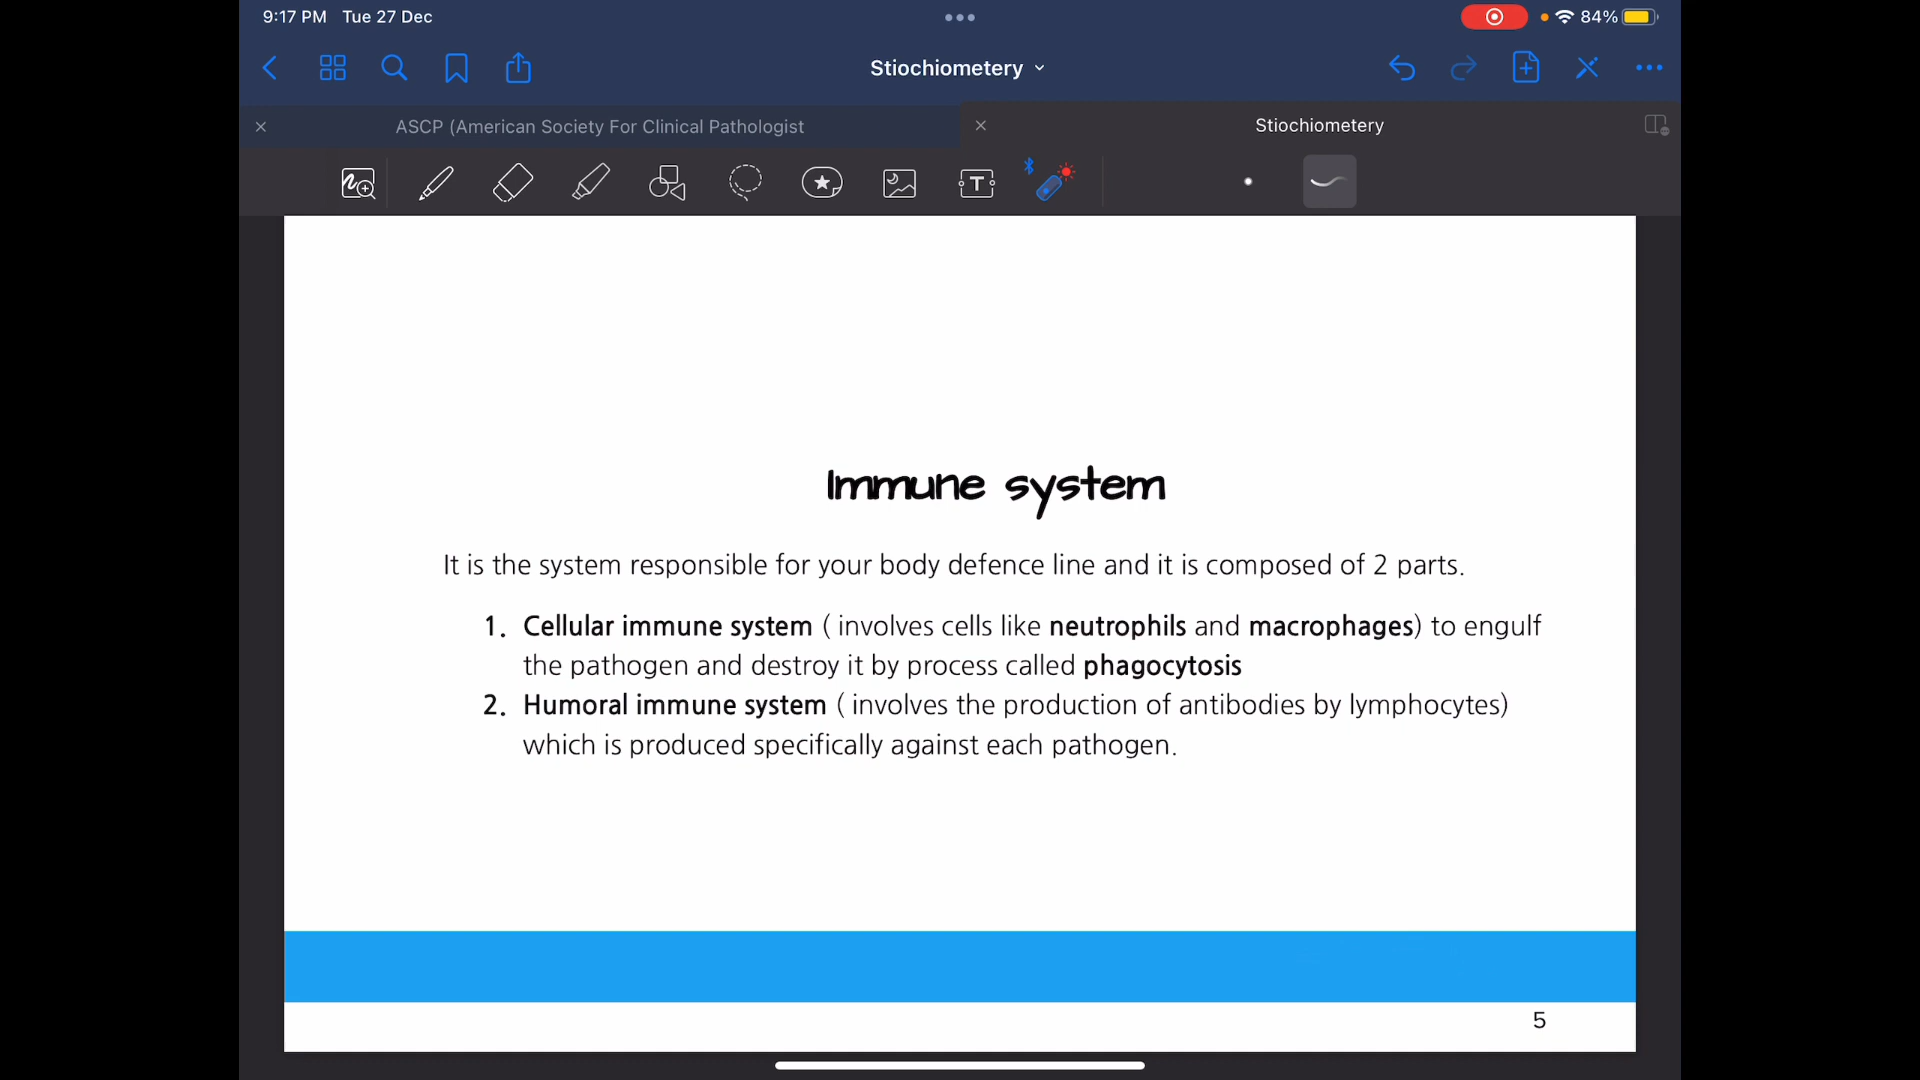 9:17 PM Tue 27 Dec
84%
Stiochiometery
ASCP (American Society For Clinical Pathologist
Stiochiometery
T
Immune system
It is the system responsible for your body defence line and it is composed of 2 parts.
1. Cellular immune system ( involves cells like neutrophils and macrophages) to engulf
the pathogen and destroy it by process called phagocytosis
2. Humoral immune system ( involves the production of antibodies by lymphocytes)
which is produced specifically against each pathogen.
5